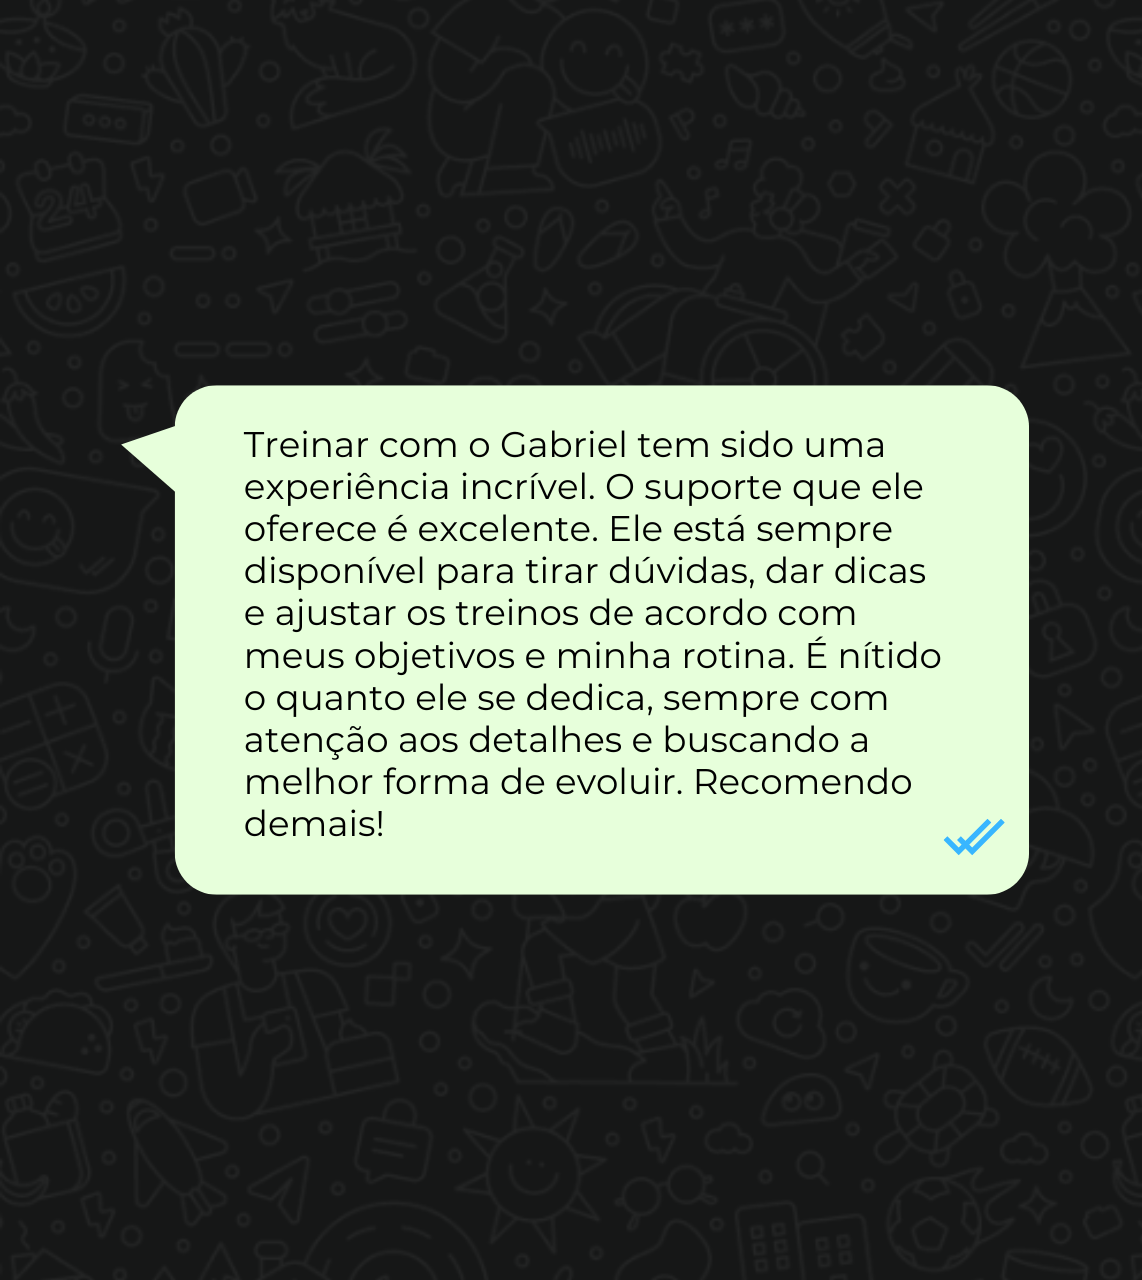 Treinar com o Gabriel tem sido uma
experiência incrível. O suporte que ele
oferece é excelente. Ele está sempre
disponível para tirar dúvidas, dar dicas
e ajustar os treinos de acordo com
meus objetivos e minha rotina. É nítido
o quanto ele se dedica, sempre com
atenção aos detalhes e buscando a
melhor forma de evoluir. Recomendo
demais!
24